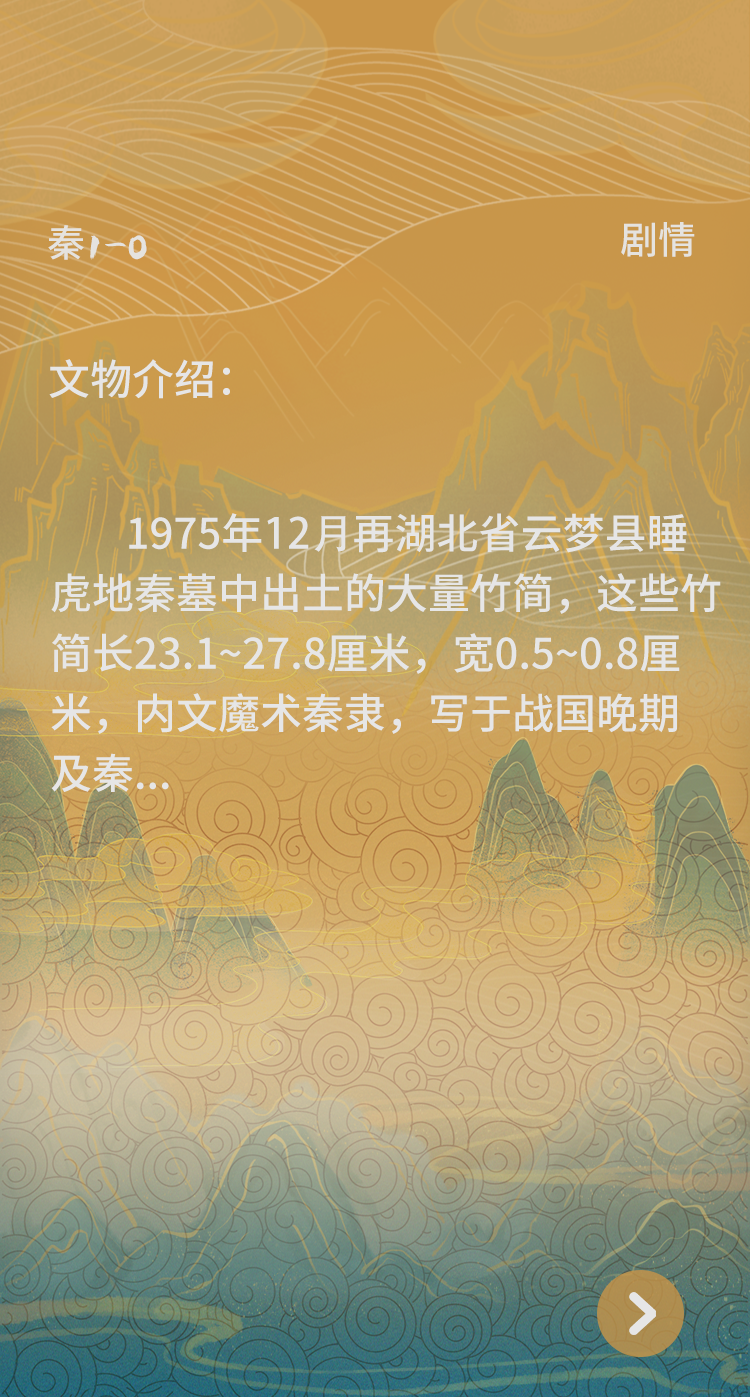 秦1-0
剧情
文物介绍：
1975年12月再湖北省云梦县睡
虎地秦墓中出土的大量竹简，这些竹
简长23.1~27.8厘米，宽0.5~0.8厘
米，内文魔术秦隶，写于战国晚期
及秦...